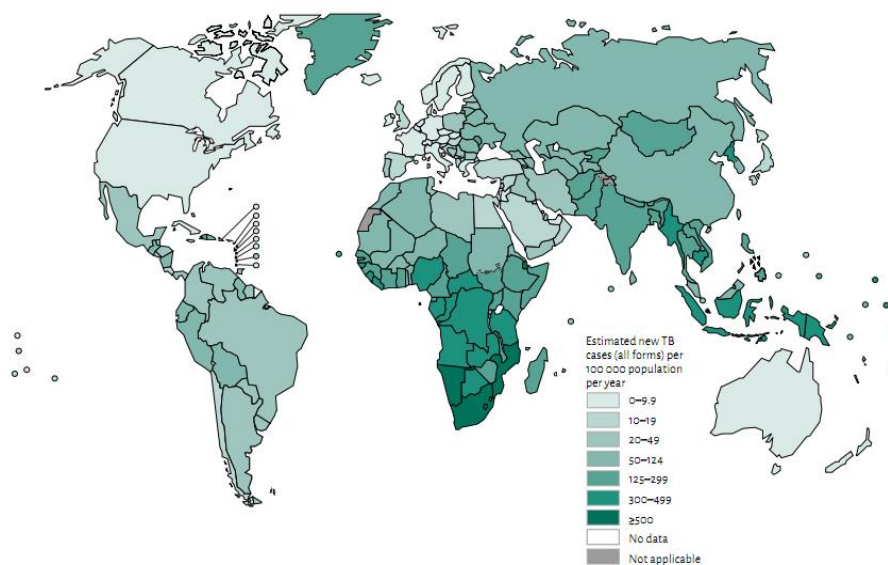 Estimated new TB
cases (all forms) per
100 000 population
per year
0–9.9
10–19
20–49
50–124
125–299
300–499
≥500
No data
Not applicable